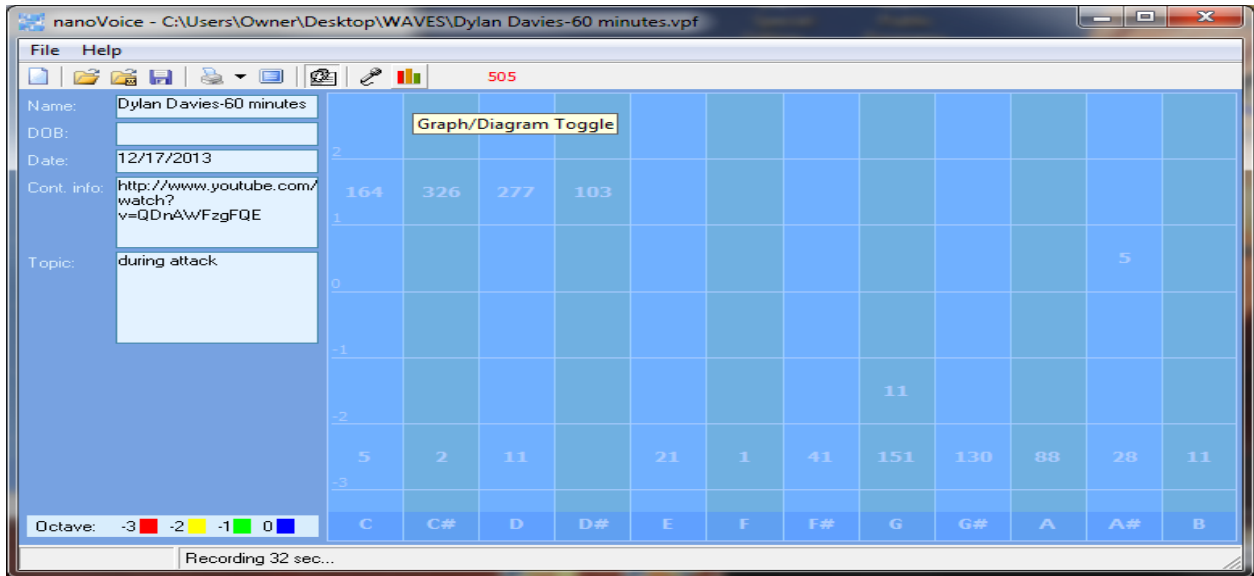 nanoVoice - C:\Users\Owner\Desktop\WAVES\Dylan Davies-60 minutes.vpf
File Help
505
Name: Dylan Davies-60 minutes
Graph/Diagram Toggle
DOB:
Date: 12/17/2013
2
Cont. info: http://www.youtube.com/
watch?
v=QDnAWFzgFQE
164 326 277 103
1
Topic: during attack
5
0
-1
11
-2
5 2 11 21 1 41 151 130 88 28 11
-3
Octave: -3 -2 -1 0
C C# D D# E F F# G G# A A# B
Recording 32 sec...